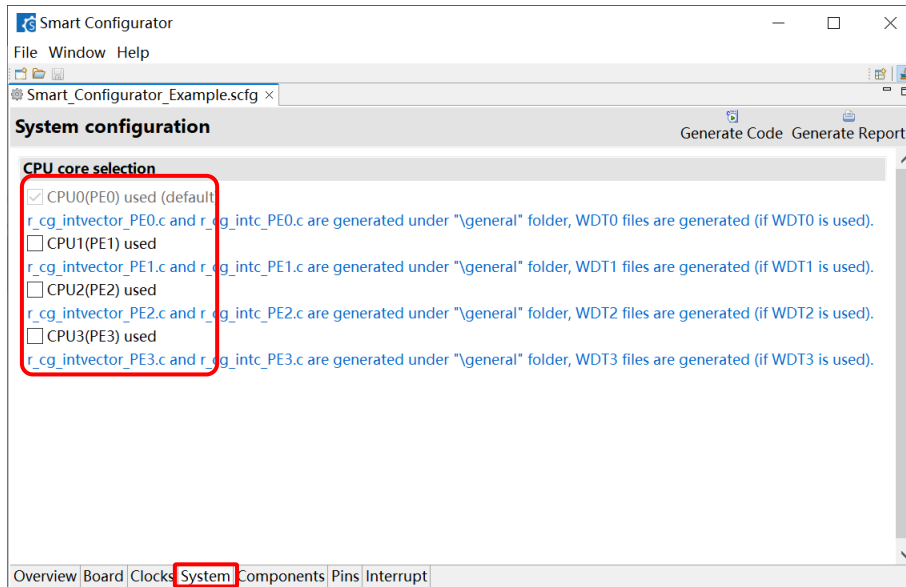 Smart Configurator
File Window Help
Smart_Configurator_Example.scfg
System configuration
Generate Code Generate Report
CPU core selection
CPU0(PE0) used (default
r_cg_intvector_PE0.c and r_cg_intc_PE0.c are generated under "\general" folder, WDT0 files are generated (if WDT0 is used).
CPU1(PE1) used
r_cg_intvector_PE1.c and r_cg_intc_PE1.c are generated under "\general" folder, WDT1 files are generated (if WDT1 is used).
CPU2(PE2) used
r_cg_intvector_PE2.c and r_cg_intc_PE2.c are generated under "\general" folder, WDT2 files are generated (if WDT2 is used).
CPU3(PE3) used
r_cg_intvector_PE3.c and r_cg_intc_PE3.c are generated under "\general" folder, WDT3 files are generated (if WDT3 is used).
Overview Board Clocks System Components Pins Interrupt